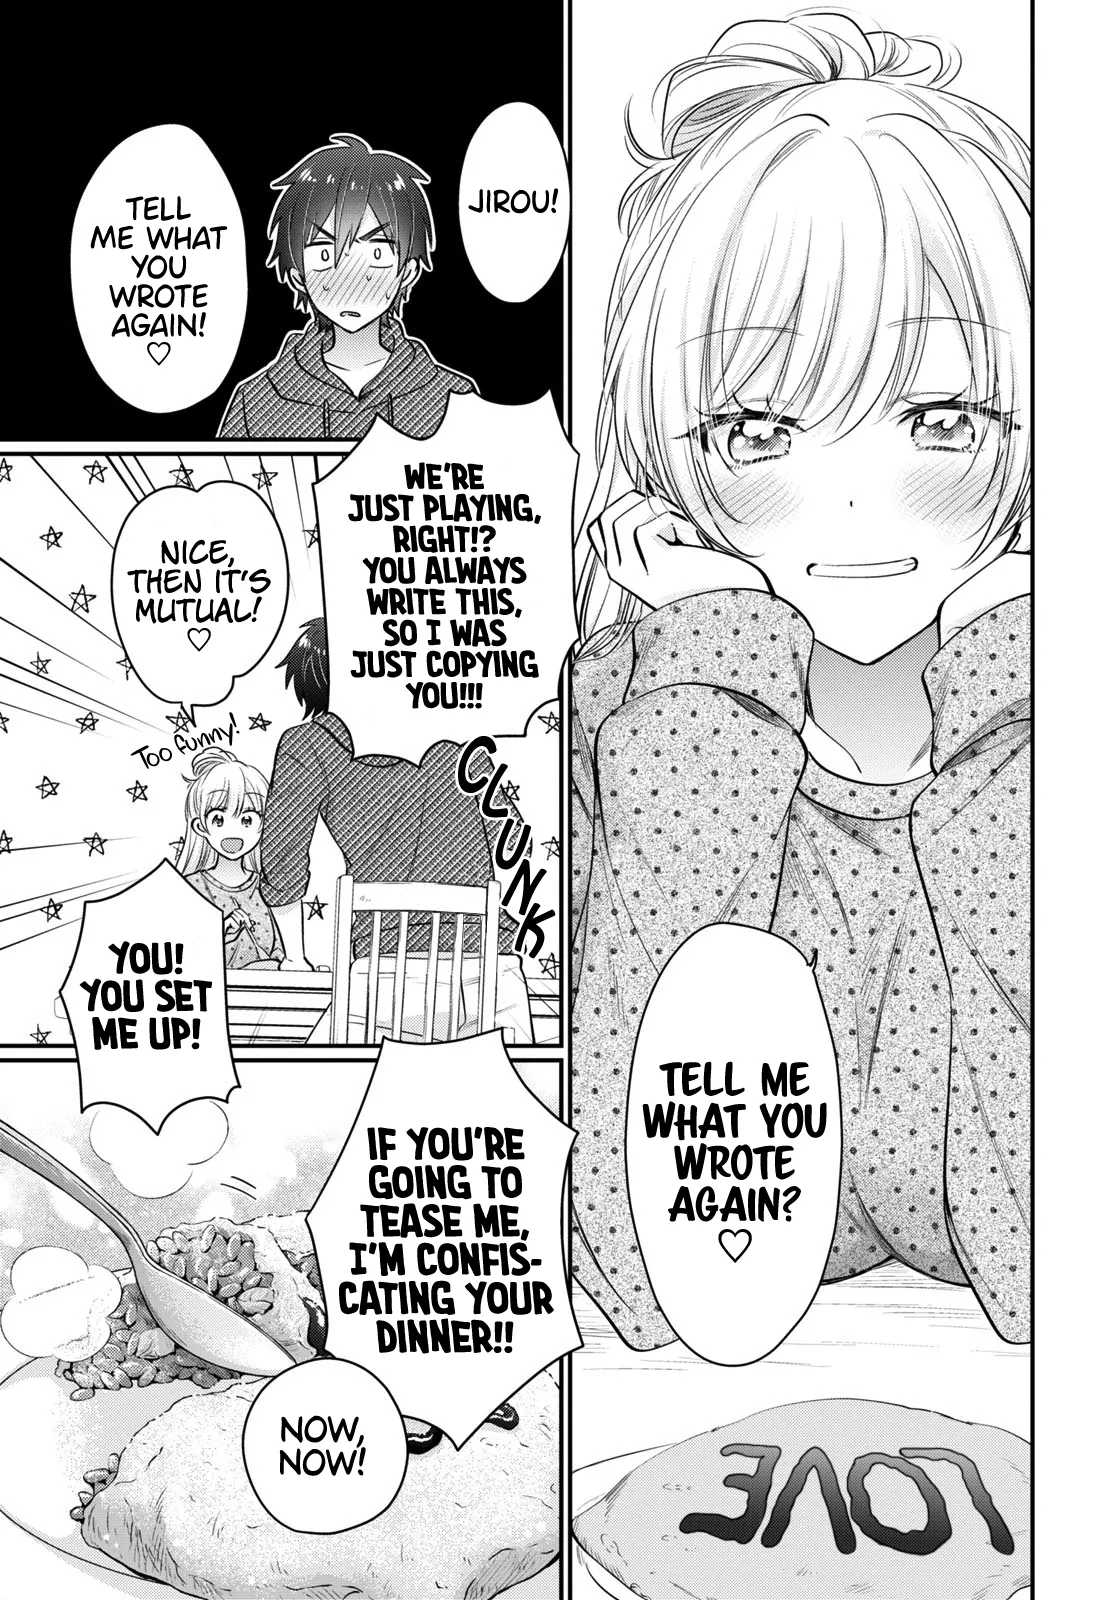 TELL ME
WHAT YOU
WROTE
AGAIN?
♡
LOVE
JIROU!
TELL
ME WHAT
YOU
WROTE
AGAIN!
♡
WE'RE
JUST PLAYING,
RIGHT!?
YOU ALWAYS
WRITE THIS,
SO I WAS
JUST COPYING
YOU!!!
CLUNK
NICE,
THEN IT'S
MUTUAL!
♡
Too funny!
YOU!
YOU SET
ME UP!
IF YOU'RE
GOING TO
TEASE ME,
I'M CONFIS-
CATING YOUR
DINNER!!
NOW,
NOW!